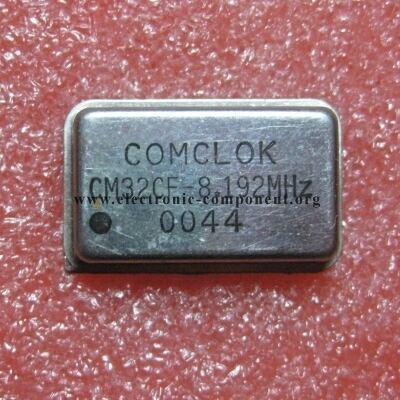 COMCLOK
CM32CF-8.192MHz
www.electronic-component.org
0044